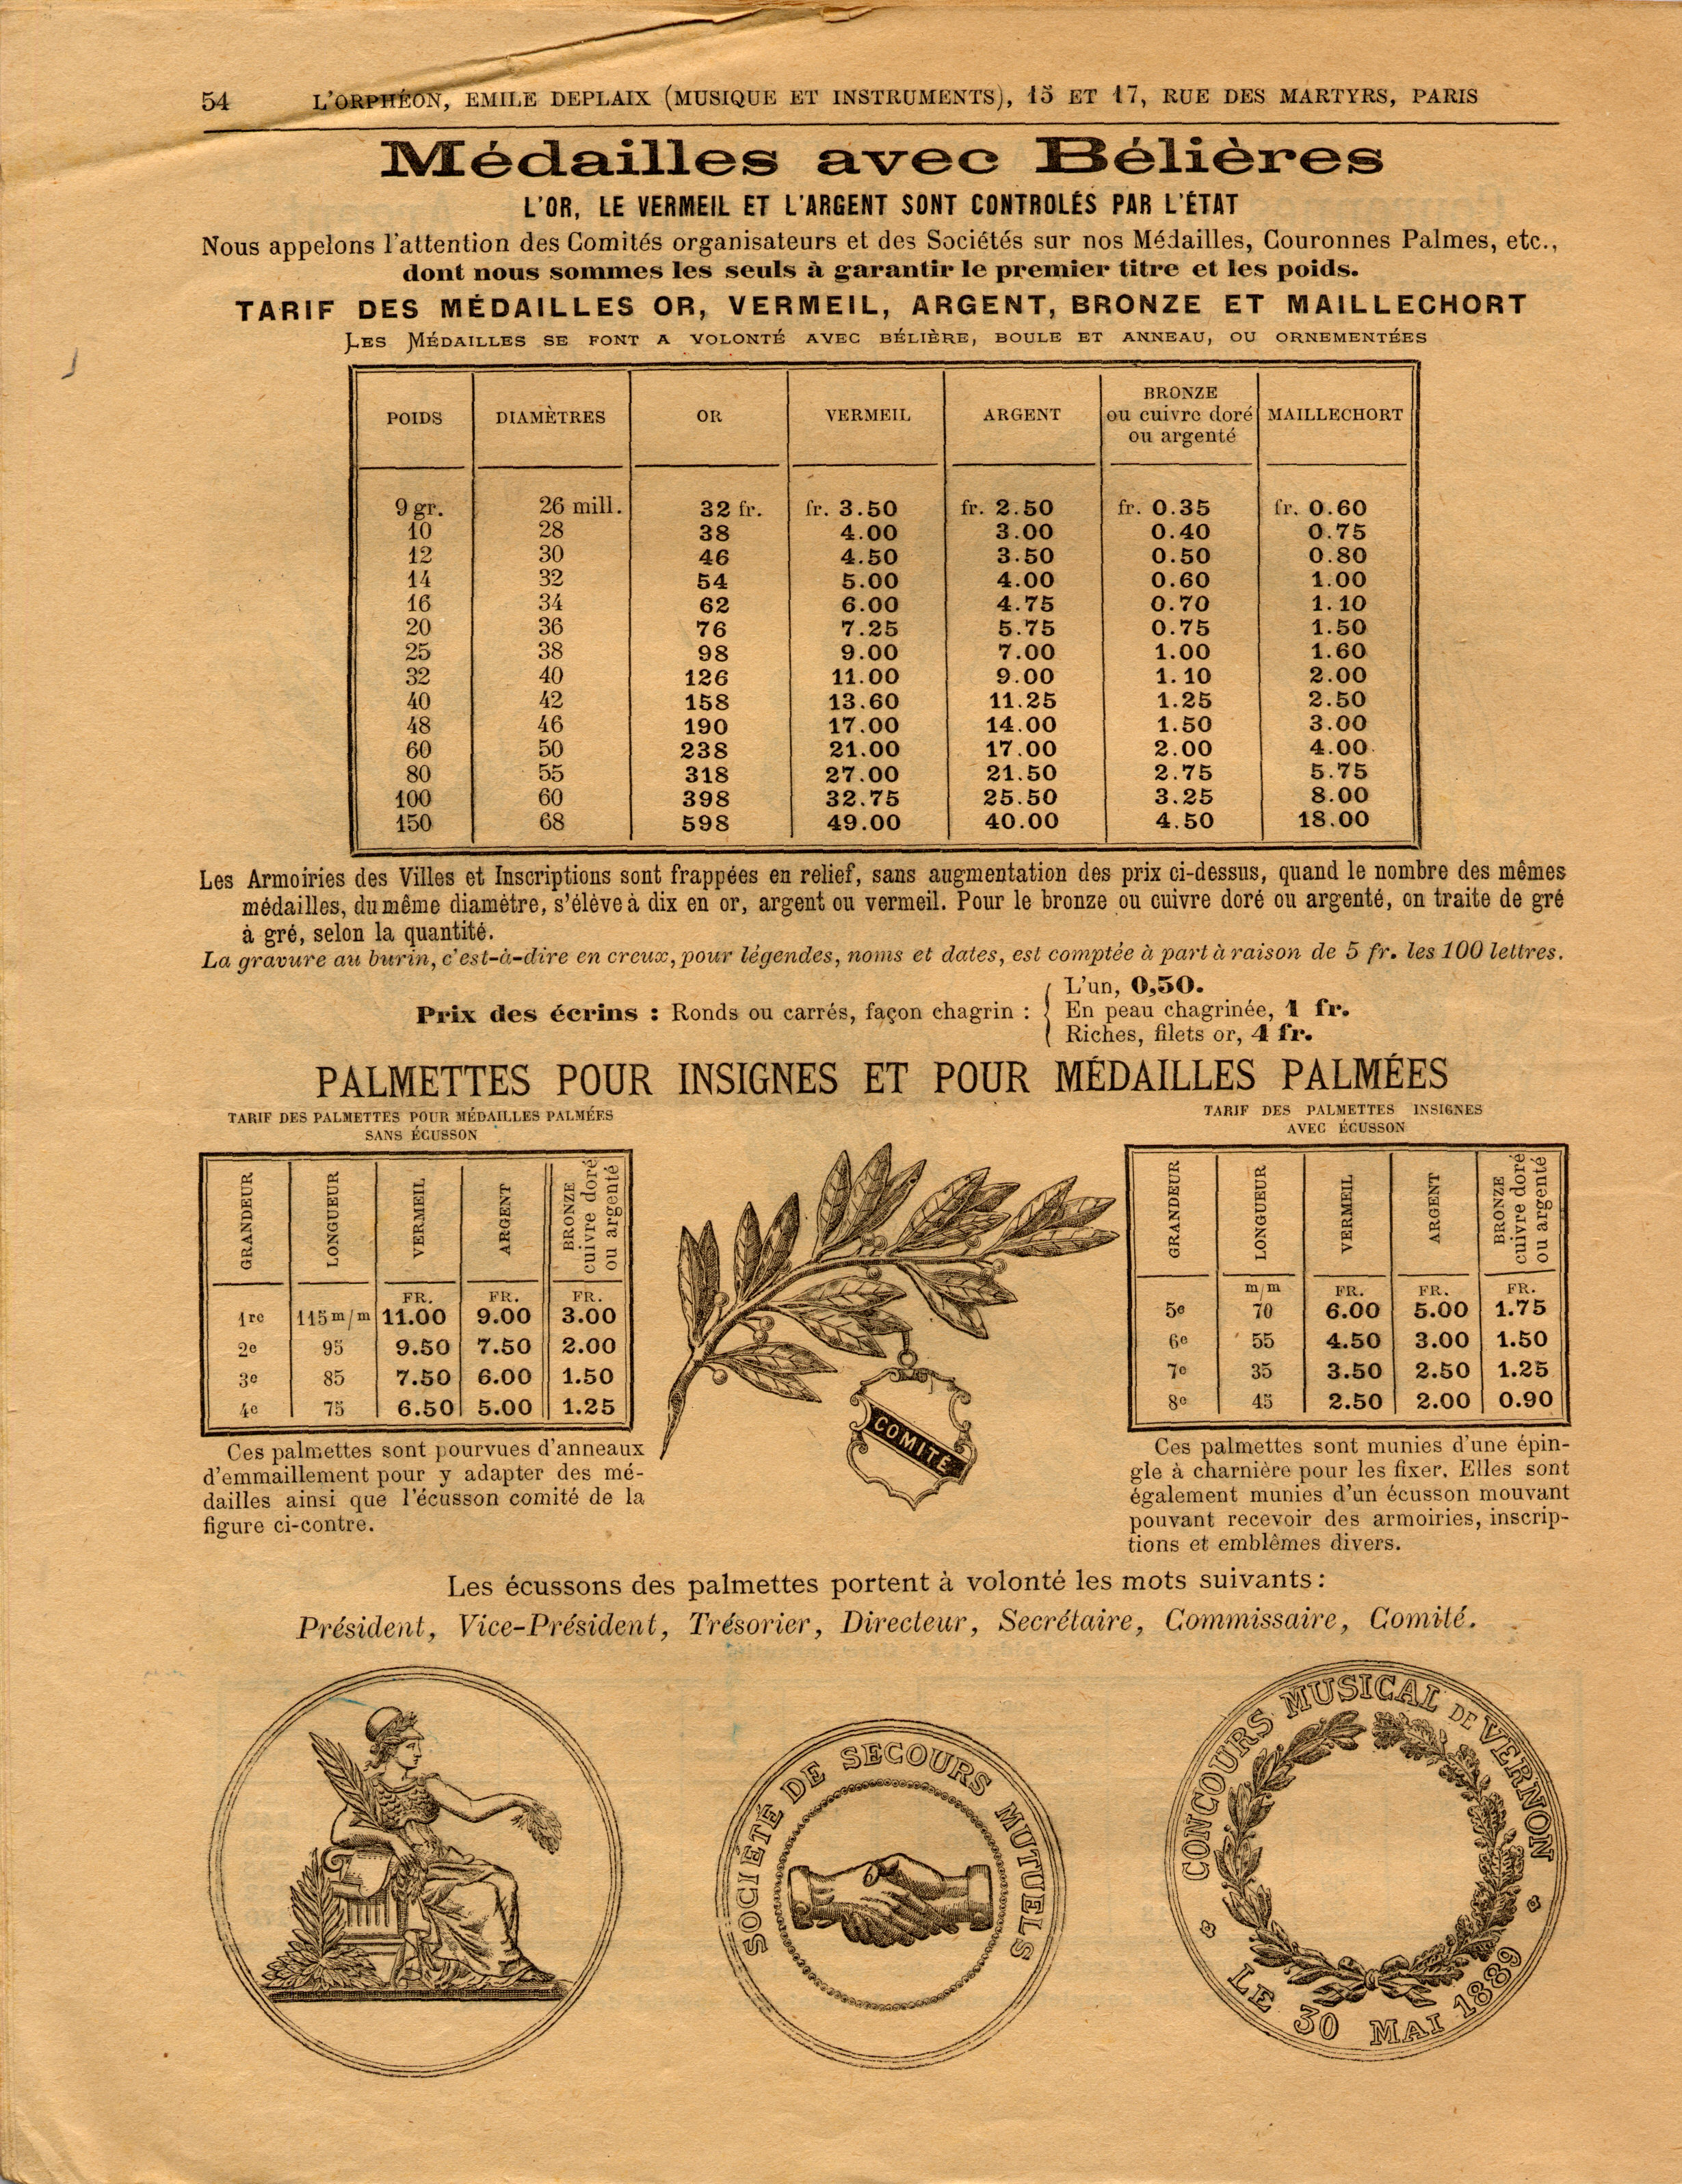 54 L'ORPHÉON, EMILE DEPLAIX (MUSIQUE ET INSTRUMENTS), 15 ET 17, RUE DES MARTYRS, PARIS
Médailles avec Bélières
L'OR, LE VERMEIL ET L'ARGENT SONT CONTROLÉS PAR L'ÉTAT
Nous appelons l'attention des Comités organisateurs et des Sociétés sur nos Médailles, Couronnes Palmes, etc.,
dont nous sommes les seuls à garantir le premier titre et les poids.
TARIF DES MÉDAILLES OR, VERMEIL, ARGENT, BRONZE ET MAILLECHORT
LES MÉDAILLES SE FONT A VOLONTÉ AVEC BÉLIÈRE, BOULE ET ANNEAU, OU ORNEMENTÉES
POIDS DIAMÈTRES OR VERMEIL ARGENT BRONZE ou cuivre doré ou argenté MAILLECHORT
9 gr. 26 mill. 32 fr. fr. 3.50 fr. 2.50 fr. 0.35 fr. 0.60
10 28 38 4.00 3.00 0.40 0.75
12 30 46 4.50 3.50 0.50 0.80
14 32 54 5.00 4.00 0.60 1.00
16 34 62 6.00 4.75 0.70 1.10
20 36 76 7.25 5.75 0.75 1.50
25 38 98 9.00 7.00 1.00 1.60
32 40 126 11.00 9.00 1.10 2.00
40 42 158 13.60 11.25 1.25 2.50
48 46 190 17.00 14.00 1.50 3.00
60 50 238 21.00 17.00 2.00 4.00
80 55 318 27.00 21.50 2.75 5.75
100 60 398 32.75 25.50 3.25 8.00
150 68 598 49.00 40.00 4.50 18.00
Les Armoiries des Villes et Inscriptions sont frappées en relief, sans augmentation des prix ci-dessus, quand le nombre des mêmes
médailles, du même diamètre, s'élève à dix en or, argent ou vermeil. Pour le bronze ou cuivre doré ou argenté, on traite de gré
à gré, selon la quantité.
La gravure au burin, c'est-à-dire en creux, pour légendes, noms et dates, est comptée à part à raison de 5 fr. les 100 lettres.
L'un, 0,50.
Prix des écrins : Ronds ou carrés, façon chagrin : En peau chagrinée, 1 fr.
Riches, filets or, 4 fr.
PALMETTES POUR INSIGNES ET POUR MÉDAILLES PALMÉES
TARIF DES PALMETTES POUR MÉDAILLES PALMÉES
SANS ÉCUSSON
GRANDEUR LONGUEUR VERMEIL ARGENT BRONZE cuivre doré ou argenté
FR. FR. FR.
1re 115 m/m 11.00 9.00 3.00
2e 95 9.50 7.50 2.00
3e 85 7.50 6.00 1.50
4e 75 6.50 5.00 1.25
Ces palmettes sont pourvues d'anneaux
d'emmaillement pour y adapter des mé-
dailles ainsi que l'écusson comité de la
figure ci-contre.
COMITÉ
TARIF DES PALMETTES INSIGNES
AVEC ÉCUSSON
GRANDEUR LONGUEUR VERMEIL ARGENT BRONZE cuivre doré ou argenté
m/m FR. FR. FR.
5e 70 6.00 5.00 1.75
6e 55 4.50 3.00 1.50
7e 35 3.50 2.50 1.25
8e 45 2.50 2.00 0.90
Ces palmettes sont munies d'une épin-
gle à charnière pour les fixer. Elles sont
également munies d'un écusson mouvant
pouvant recevoir des armoiries, inscrip-
tions et emblêmes divers.
Les écussons des palmettes portent à volonté les mots suivants :
Président, Vice-Président, Trésorier, Directeur, Secrétaire, Commissaire, Comité.
SOCIÉTÉ DE SECOURS MUTUELS
CONCOURS MUSICAL DE VERNON
LE 30 MAI 1889